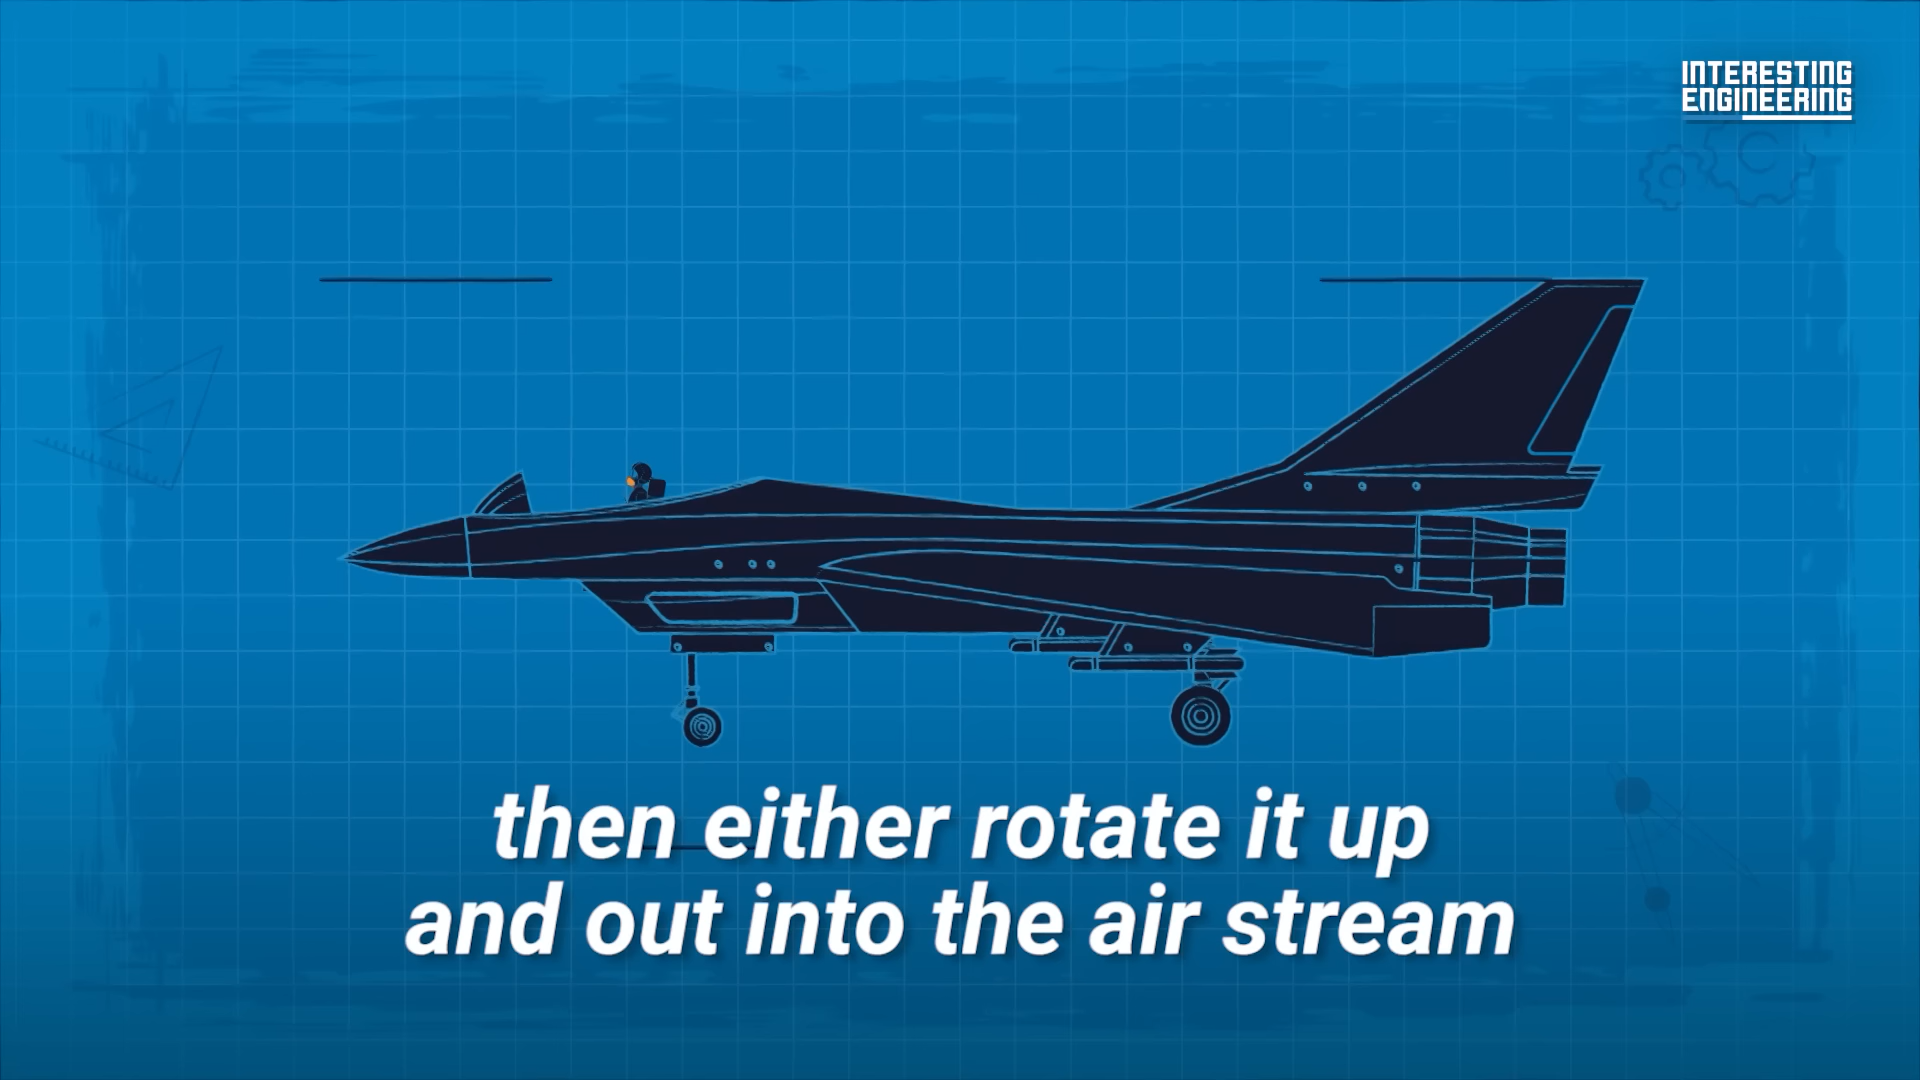 INTERESTING
ENGINEERING
then either rotate it up
and out into the air stream